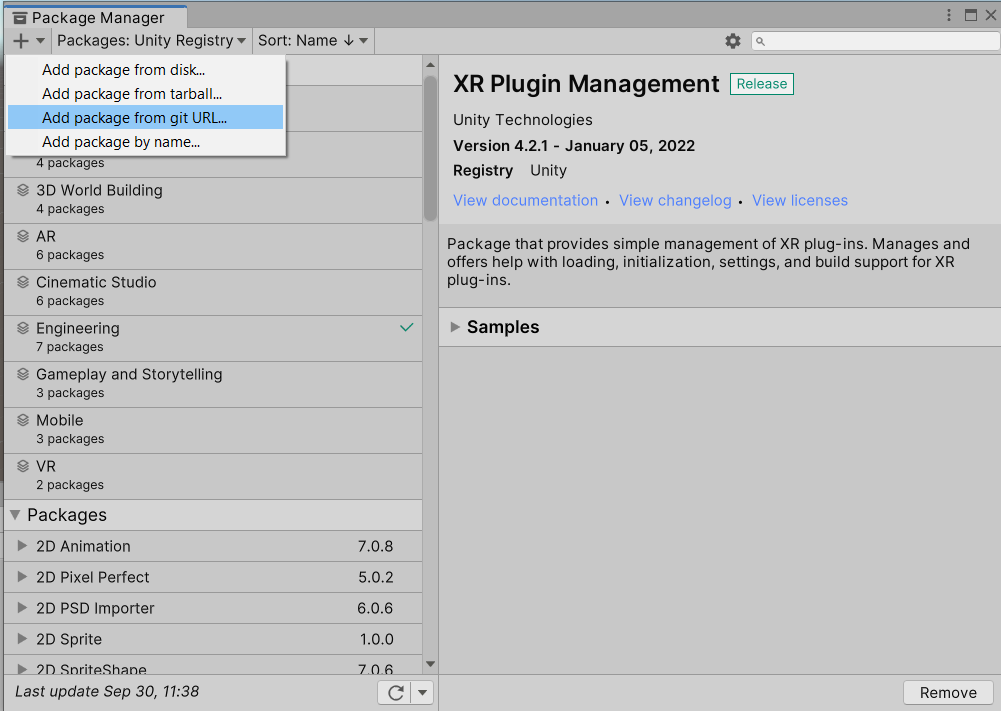 Package Manager
Packages: Unity Registry
Sort: Name ↓
Add package from disk...
Add package from tarball...
Add package from git URL...
Add package by name...
4 packages
3D World Building
4 packages
AR
6 packages
Cinematic Studio
6 packages
Engineering
7 packages
Gameplay and Storytelling
3 packages
Mobile
3 packages
VR
2 packages
Packages
2D Animation 7.0.8
2D Pixel Perfect 5.0.2
2D PSD Importer 6.0.6
2D Sprite 1.0.0
2D SpriteShape 7.0.6
Last update Sep 30, 11:38
XR Plugin Management Release
Unity Technologies
Version 4.2.1 - January 05, 2022
Registry Unity
View documentation • View changelog • View licenses
Package that provides simple management of XR plug-ins. Manages and
offers help with loading, initialization, settings, and build support for XR
plug-ins.
Samples
Remove